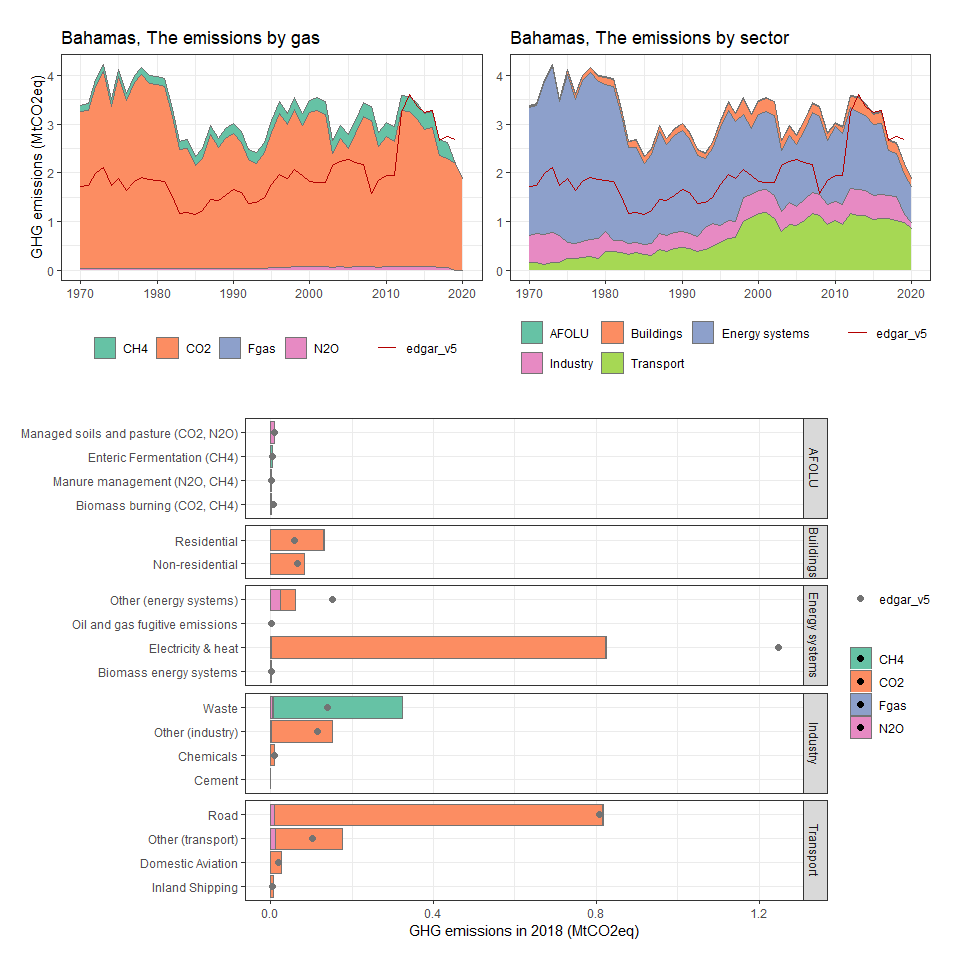 Bahamas, The emissions by gas
GHG emissions (MtCO2eq)
4
3
2
1
0
1970 1980 1990 2000 2010 2020
CH4 CO2 Fgas N2O edgar_v5
Bahamas, The emissions by sector
4
3
2
1
0
1970 1980 1990 2000 2010 2020
AFOLU Buildings Energy systems edgar_v5
Industry Transport
Managed soils and pasture (CO2, N2O)
Enteric Fermentation (CH4)
Manure management (N2O, CH4)
Biomass burning (CO2, CH4)
AFOLU
Residential
Non-residential
Buildings
Other (energy systems)
Oil and gas fugitive emissions
Electricity & heat
Biomass energy systems
Energy systems
Waste
Other (industry)
Chemicals
Cement
Industry
Road
Other (transport)
Domestic Aviation
Inland Shipping
Transport
0.0 0.4 0.8 1.2
GHG emissions in 2018 (MtCO2eq)
edgar_v5
CH4
CO2
Fgas
N2O